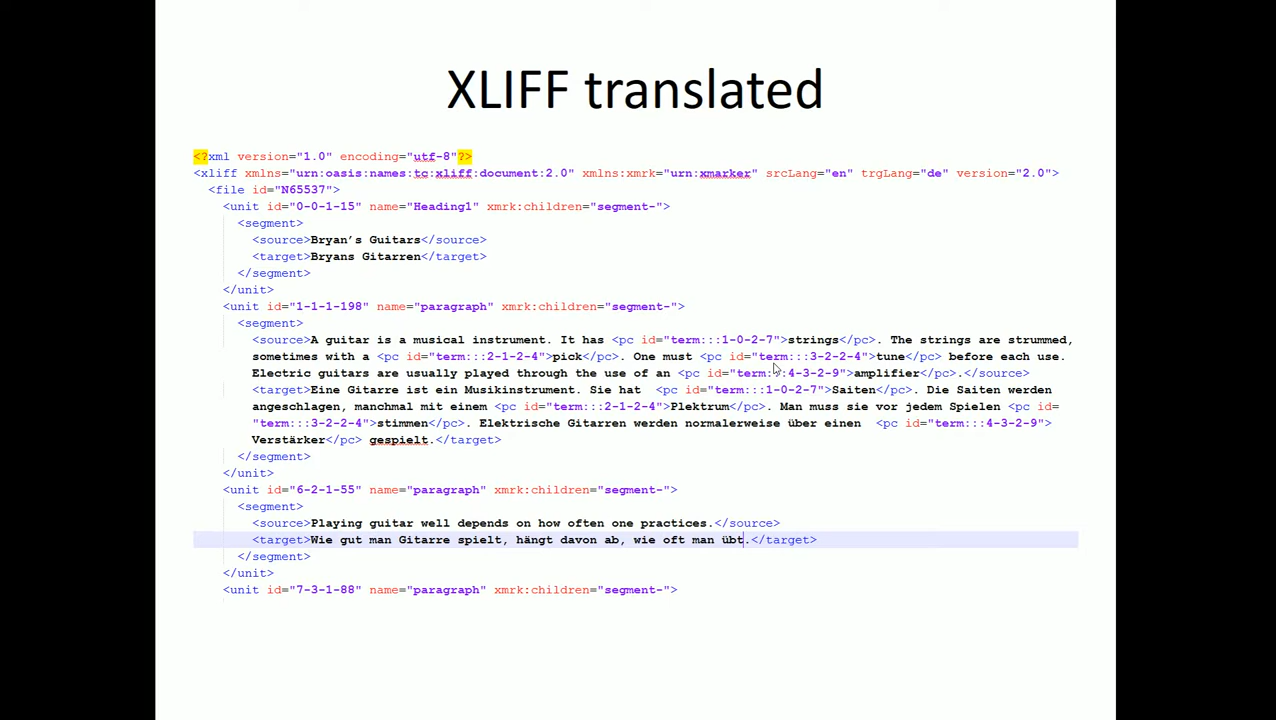 XLIFF translated
<?xml version="1.0" encoding="utf-8"?>
<xliff xmlns="urn:oasis:names:tc:xliff:document:2.0" xmlns:xmrk="urn:xmarker" srcLang="en" trgLang="de" version="2.0">
<file id="N65537">
<unit id="0-0-1-15" name="Heading1" xmrk:children="segment-">
<segment>
<source>Bryan’s Guitars</source>
<target>Bryans Gitarren</target>
</segment>
</unit>
<unit id="1-1-1-198" name="paragraph" xmrk:children="segment-">
<segment>
<source>A guitar is a musical instrument. It has <pc id="term:::1-0-2-7">strings</pc>. The strings are strummed,
sometimes with a <pc id="term:::2-1-2-4">pick</pc>. One must <pc id="term:::3-2-2-4">tune</pc> before each use.
Electric guitars are usually played through the use of an <pc id="term:::4-3-2-9">amplifier</pc>.</source>
<target>Eine Gitarre ist ein Musikinstrument. Sie hat <pc id="term:::1-0-2-7">Saiten</pc>. Die Saiten werden
angeschlagen, manchmal mit einem <pc id="term:::2-1-2-4">Plektrum</pc>. Man muss sie vor jedem Spielen <pc id=
"term:::3-2-2-4">stimmen</pc>. Elektrische Gitarren werden normalerweise über einen <pc id="term:::4-3-2-9">
Verstärker</pc> gespielt.</target>
</segment>
</unit>
<unit id="6-2-1-55" name="paragraph" xmrk:children="segment-">
<segment>
<source>Playing guitar well depends on how often one practices.</source>
<target>Wie gut man Gitarre spielt, hängt davon ab, wie oft man übt.</target>
</segment>
</unit>
<unit id="7-3-1-88" name="paragraph" xmrk:children="segment-">